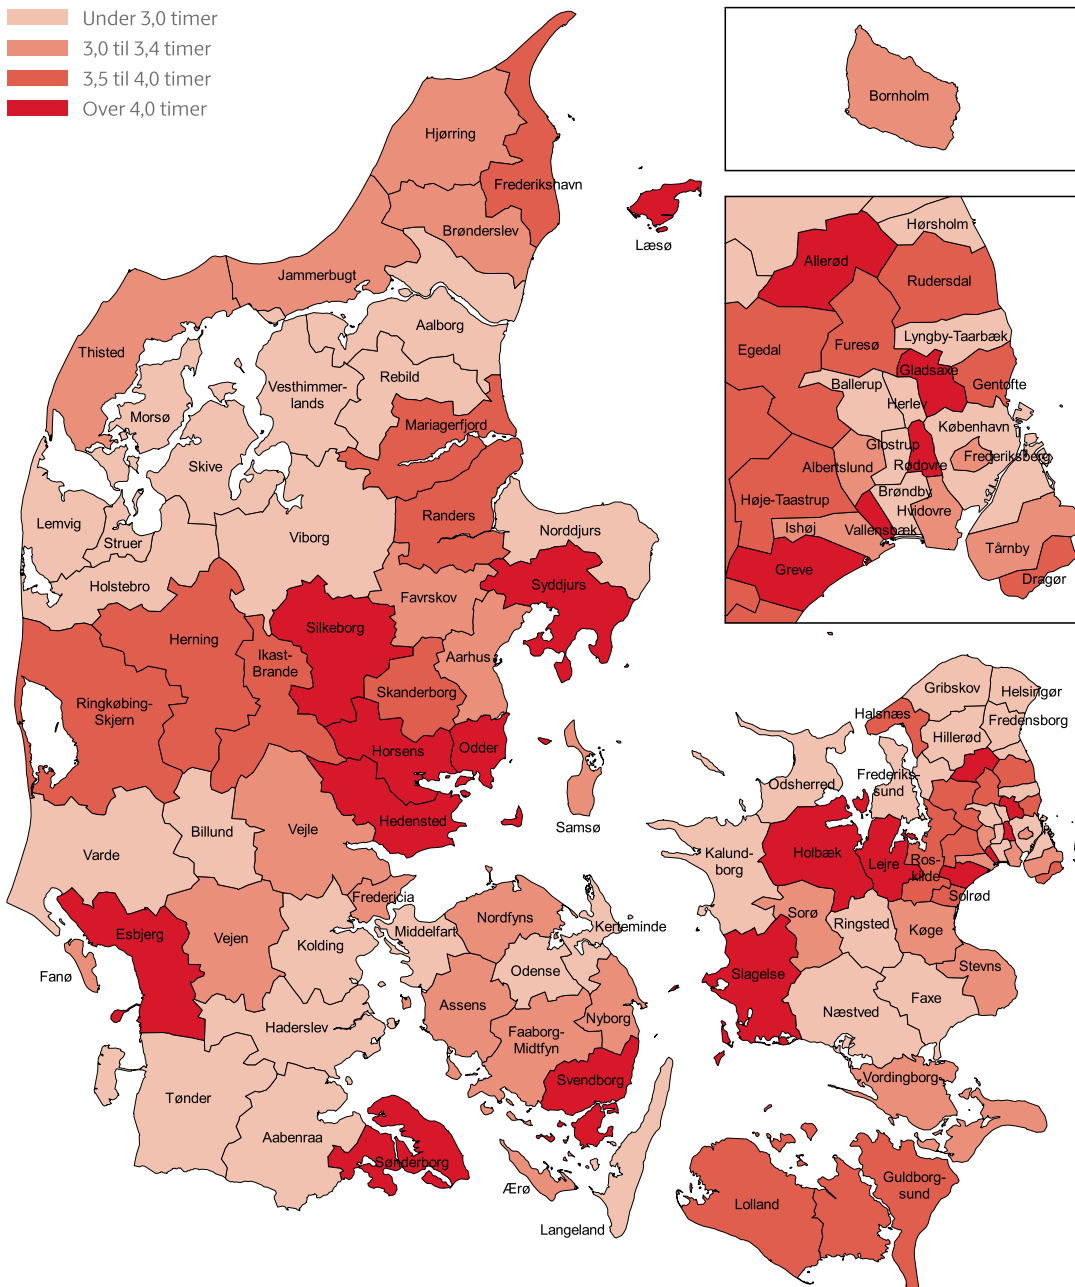 Under 3,0 timer
3,0 til 3,4 timer
3,5 til 4,0 timer
Over 4,0 timer
Bornholm
Hjørring
Frederikshavn
Brønderslev
Læsø
Jammerbugt
Aalborg
Thisted
Rebild
Vesthimmer-
lands
Morsø
Mariagerfjord
Skive
Lemvig
Struer
Viborg
Randers
Norddjurs
Holstebro
Syddjurs
Favrskov
Silkeborg
Herning
Ikast-
Brande
Aarhus
Skanderborg
Ringkøbing-
Skjern
Horsens
Odder
Hedensted
Samsø
Billund
Vejle
Varde
Fredericia
Esbjerg
Vejen
Kolding
Fanø
Middelfart
Nordfyns
Kerteminde
Odense
Assens
Nyborg
Faaborg-
Midtfyn
Haderslev
Svendborg
Tønder
Aabenraa
Sønderborg
Ærø
Langeland
Hørsholm
Allerød
Rudersdal
Lyngby-Taarbæk
Egedal
Furesø
Gladsaxe
Ballerup
Gentofte
Herlev
København
Glostrup
Frederiksberg
Albertslund
Rødovre
Brøndby
Høje-Taastrup
Hvidovre
Ishøj
Vallensbæk
Tårnby
Greve
Dragør
Gribskov
Helsingør
Halsnæs
Fredensborg
Hillerød
Frederiks-
sund
Odsherred
Kalund-
borg
Holbæk
Lejre
Ros-
kilde
Solrød
Sorø
Ringsted
Køge
Stevns
Slagelse
Faxe
Næstved
Vordingborg
Guldborg-
sund
Lolland